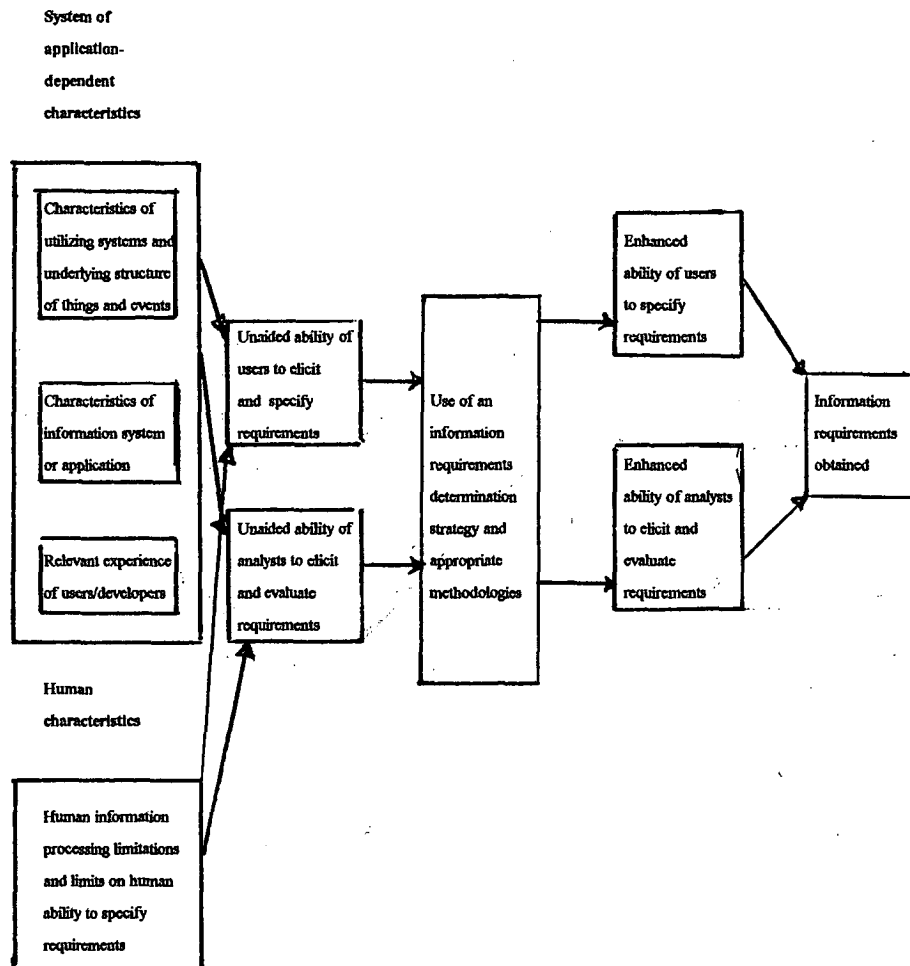 System of
application-
dependent
characteristics
Characteristics of
utilizing systems and
underlying structure
of things and events
Characteristics of
information system
or application
Relevant experience
of users/developers
Human
characteristics
Human information
processing limitations
and limits on human
ability to specify
requirements
Unaided ability of
users to elicit
and specify
requirements
Unaided ability of
analysts to elicit
and evaluate
requirements
Use of an
information
requirements
determination
strategy and
appropriate
methodologies
Enhanced
ability of users
to specify
requirements
Enhanced
ability of analysts
to elicit and
evaluate
requirements
Information
requirements
obtained